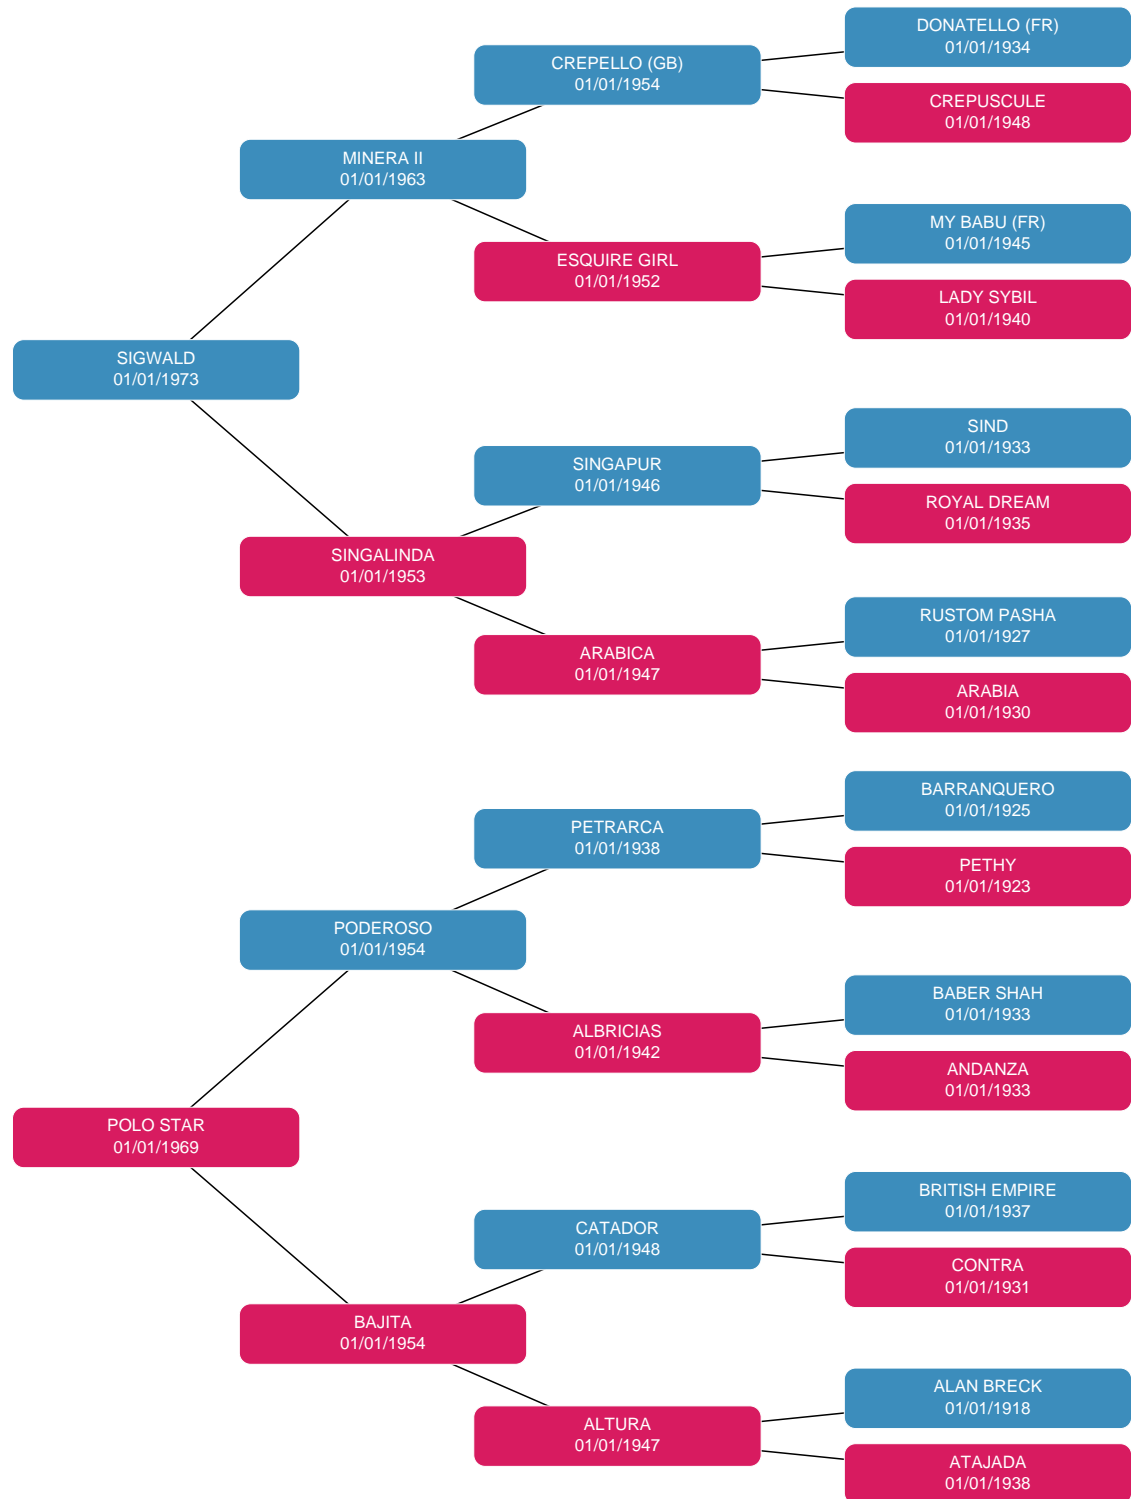 DONATELLO (FR)
01/01/1934
CREPELLO (GB)
01/01/1954
CREPUSCULE
01/01/1948
MINERA II
01/01/1963
MY BABU (FR)
01/01/1945
ESQUIRE GIRL
01/01/1952
LADY SYBIL
01/01/1940
SIGWALD
01/01/1973
SIND
01/01/1933
SINGAPUR
01/01/1946
ROYAL DREAM
01/01/1935
SINGALINDA
01/01/1953
RUSTOM PASHA
01/01/1927
ARABICA
01/01/1947
ARABIA
01/01/1930
BARRANQUERO
01/01/1925
PETRARCA
01/01/1938
PETHY
01/01/1923
PODEROSO
01/01/1954
BABER SHAH
01/01/1933
ALBRICIAS
01/01/1942
ANDANZA
01/01/1933
POLO STAR
01/01/1969
BRITISH EMPIRE
01/01/1937
CATADOR
01/01/1948
CONTRA
01/01/1931
BAJITA
01/01/1954
ALAN BRECK
01/01/1918
ALTURA
01/01/1947
ATAJADA
01/01/1938